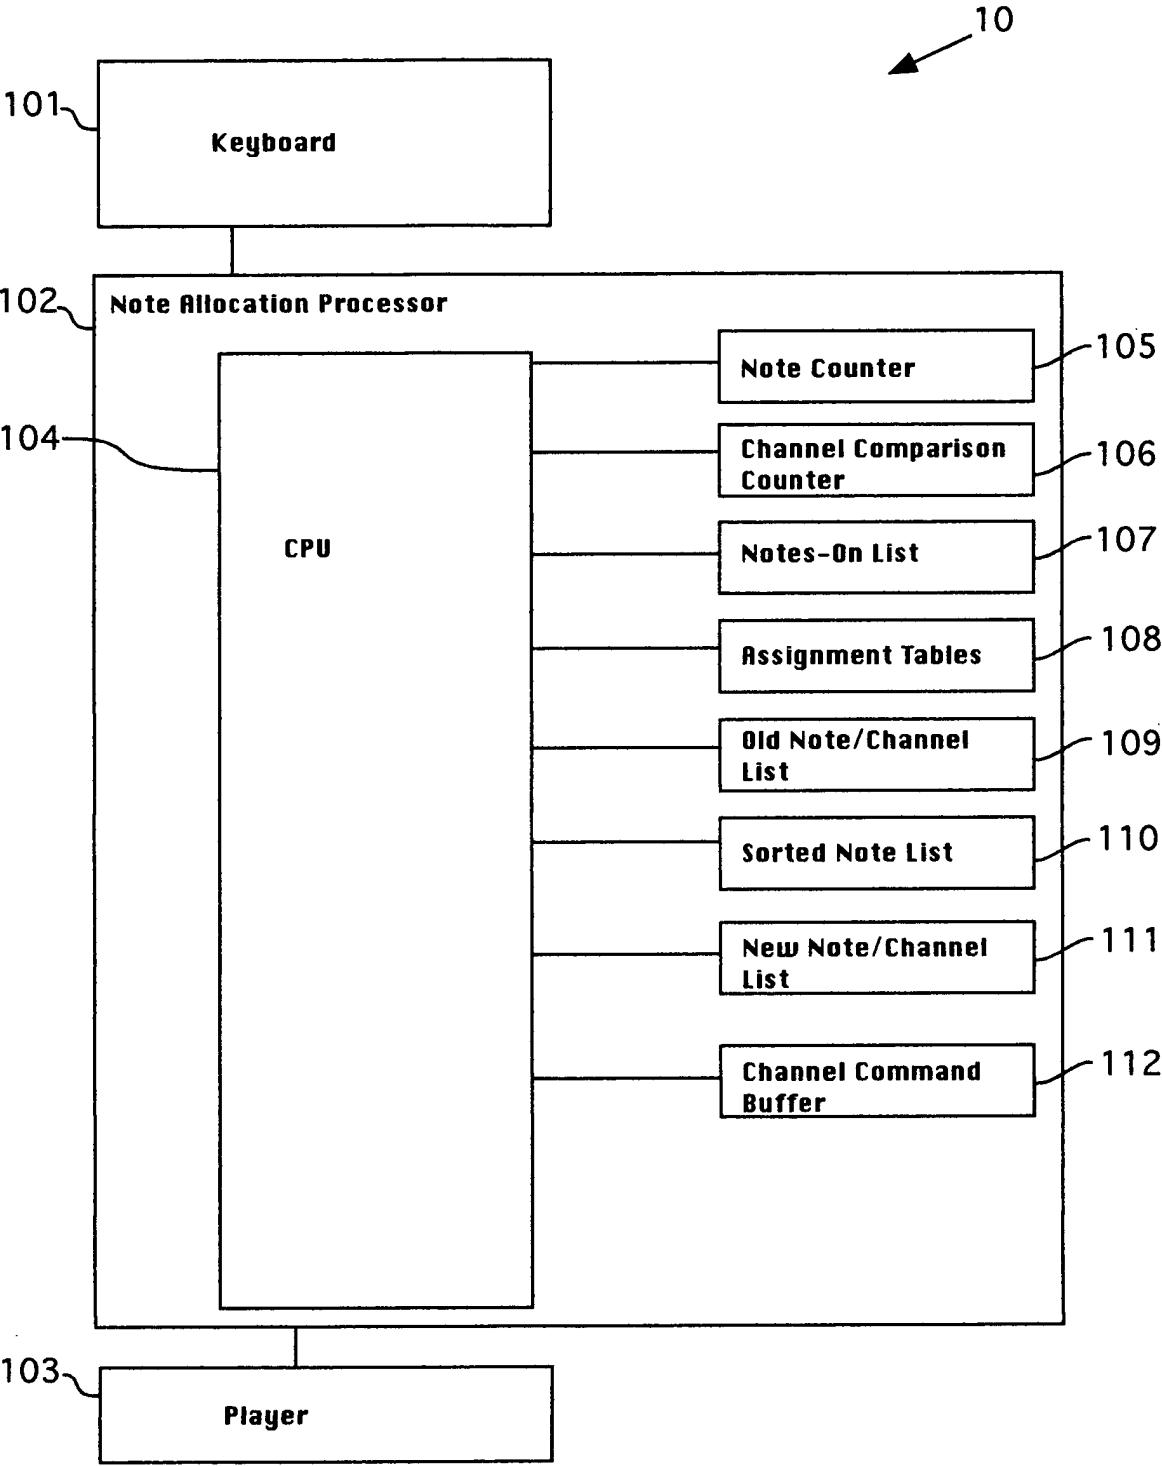 10
101
Keyboard
102
Note Allocation Processor
105
Note Counter
104
106
Channel Comparison
Counter
CPU
107
Notes-On List
108
Assignment Tables
109
Old Note/Channel
List
110
Sorted Note List
111
New Note/Channel
List
112
Channel Command
Buffer
103
Player